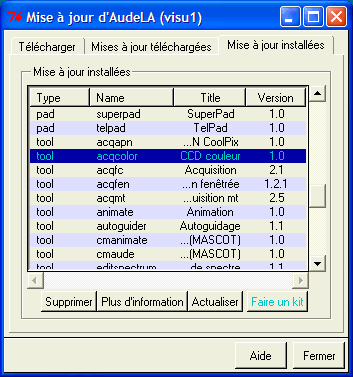 Mise à jour d'AudeLA (visu1)
Télécharger Mises à jour téléchargées Mise à jour installées
Mise à jour installées
Type Name Title Version
pad superpad SuperPad 1.0
pad telpad TelPad 1.0
tool acqapn ...N CoolPix 1.0
tool acqcolor CCD couleur 1.0
tool acqfc Acquisition 2.1
tool acqfen ...n fenêtrée 1.2.1
tool acqmt ...uisition mt 2.5
tool animate Animation 1.0
tool autoguider Autoguidage 1.1
tool cmanimate ...(MASCOT) 1.0
tool cmaude ...(MASCOT) 1.0
tool editspectrum ...de spectre 1.1
Supprimer Plus d'information Actualiser Faire un kit
Aide Fermer